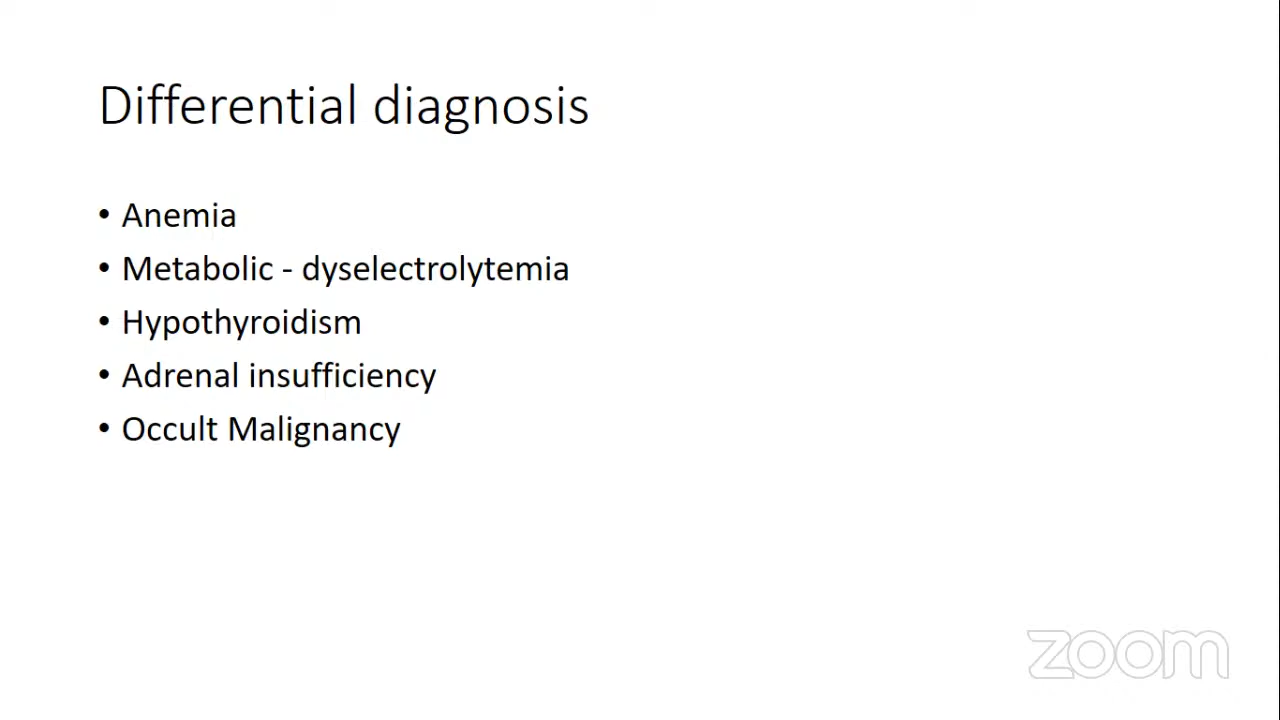 Differential diagnosis
• Anemia
• Metabolic - dyselectrolytemia
• Hypothyroidism
• Adrenal insufficiency
• Occult Malignancy
zoom